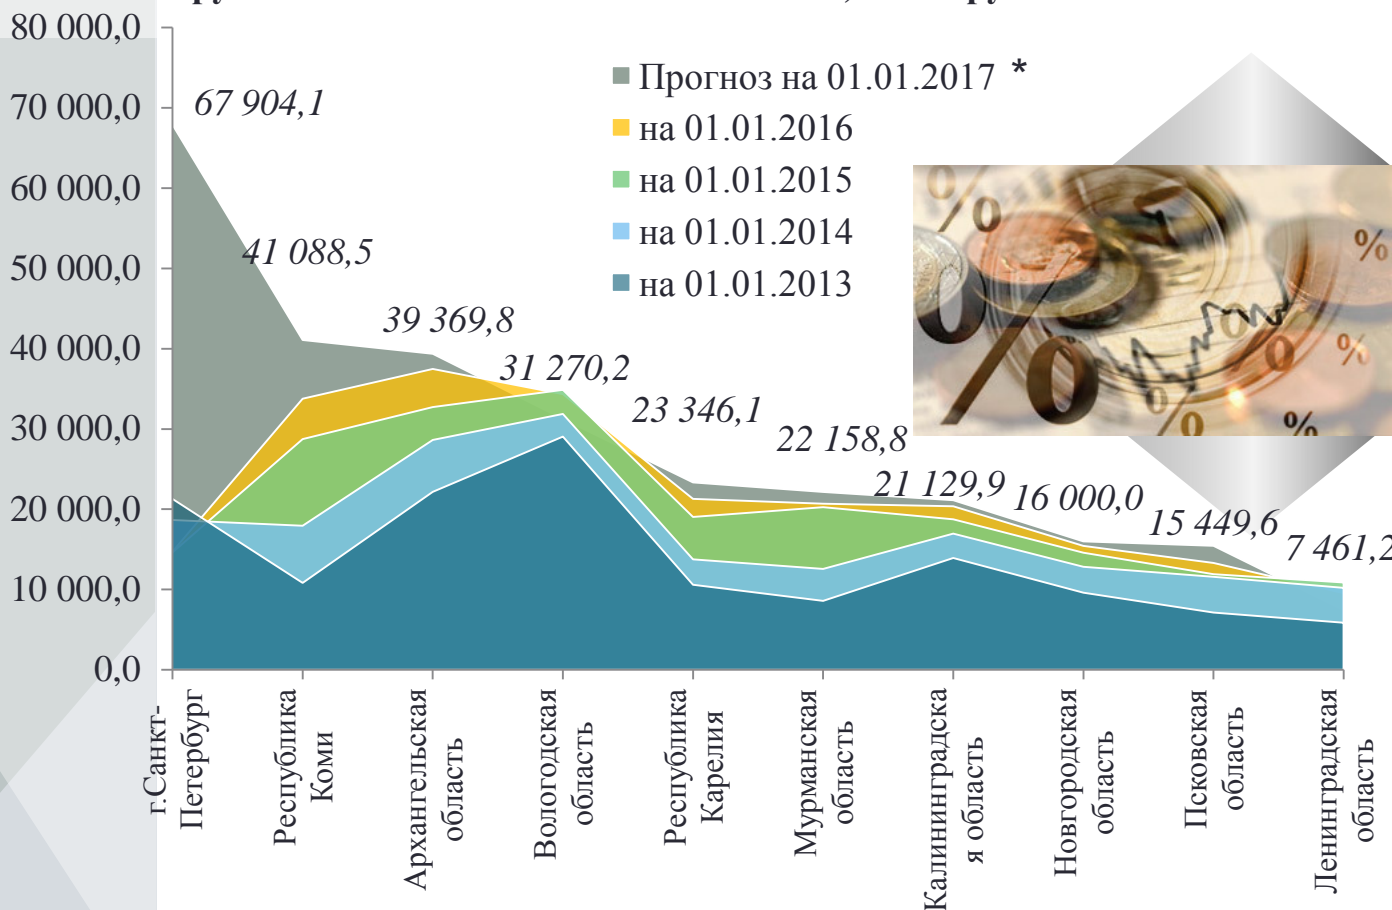 80 000,0
70 000,0
60 000,0
50 000,0
40 000,0
30 000,0
20 000,0
10 000,0
0,0
Прогноз на 01.01.2017 *
на 01.01.2016
на 01.01.2015
на 01.01.2014
на 01.01.2013
67 904,1
41 088,5
39 369,8
31 270,2
23 346,1
22 158,8
21 129,9
16 000,0
15 449,6
7 461,2
г.Санкт-
Петербург
Республика
Коми
Архангельская
область
Вологодская
область
Республика
Карелия
Мурманская
область
Калининградска
я область
Новгородская
область
Псковская
область
Ленинградская
область
%
%
%
%
%
%
%